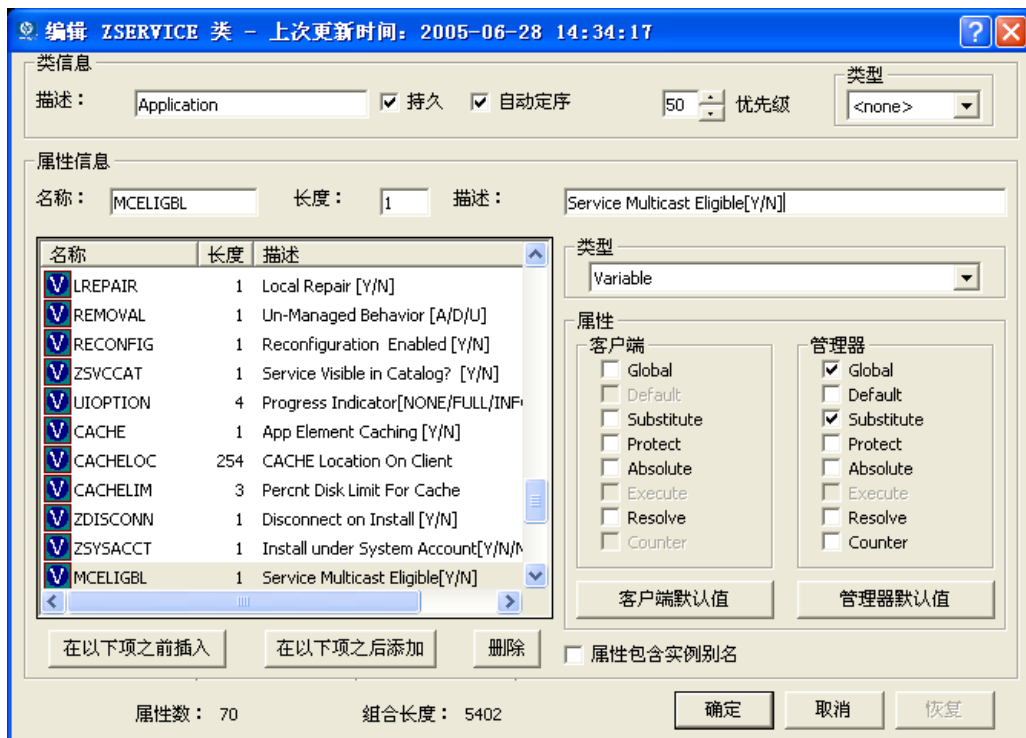 编辑 ZSERVICE 类 - 上次更新时间: 2005-06-28 14:34:17
类信息
描述： Application 持久 自动定序 50 优先级
类型
<none>
属性信息
名称： MCELIGBL 长度： 1 描述： Service Multicast Eligible[Y/N]
名称 长度 描述
V LREPAIR 1 Local Repair [Y/N]
V REMOVAL 1 Un-Managed Behavior [A/D/U]
V RECONFIG 1 Reconfiguration Enabled [Y/N]
V ZSVCCAT 1 Service Visible in Catalog? [Y/N]
V UIOPTION 4 Progress Indicator[NONE/FULL/INF
V CACHE 1 App Element Caching [Y/N]
V CACHELOC 254 CACHE Location On Client
V CACHELIM 3 Percnt Disk Limit For Cache
V ZDISCONN 1 Disconnect on Install [Y/N]
V ZSYSACCT 1 Install under System Account[Y/N/
V MCELIGBL 1 Service Multicast Eligible[Y/N]
在以下项之前插入 在以下项之后添加 删除
类型
Variable
属性
客户端
Global
Default
Substitute
Protect
Absolute
Execute
Resolve
Counter
客户端默认值
管理器
Global
Default
Substitute
Protect
Absolute
Execute
Resolve
Counter
管理器默认值
属性包含实例别名
属性数： 70 组合长度： 5402
确定 取消 恢复